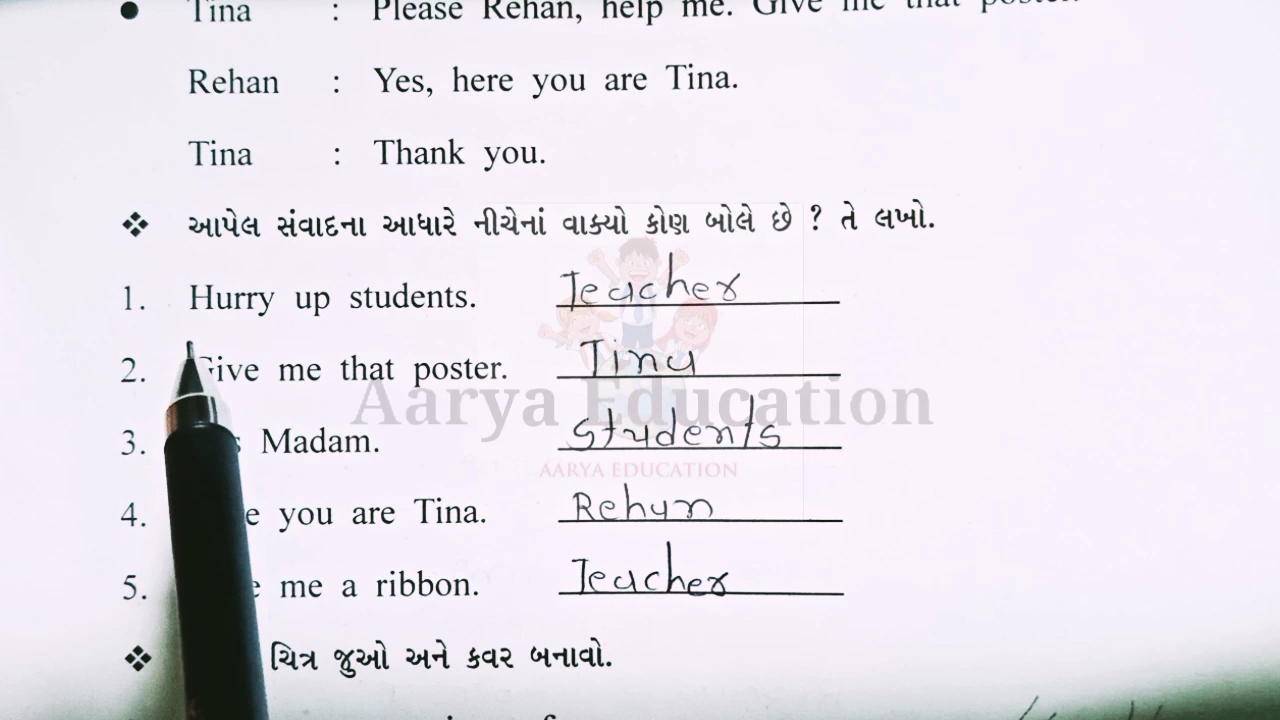 • Tina : Please Rehan, help me. Give me that poster.
Rehan : Yes, here you are Tina.
Tina : Thank you.
❖ આપેલ સંવાદના આધારે નીચેનાં વાક્યો કોણ બોલે છે ? તે લખો.
1. Hurry up students. Teacher
2. Give me that poster. Tina
3. Madam. Students
4. you are Tina. Rehan
5. me a ribbon. Teacher
❖ ચિત્ર જુઓ અને કવર બનાવો.
Aarya Education
AARYA EDUCATION